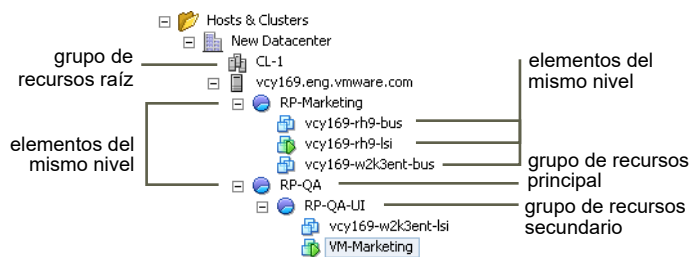 Hosts & Clusters
New Datacenter
grupo de
recursos raíz
CL-1
vcy169.eng.vmware.com
elementos del
mismo nivel
RP-Marketing
vcy169-rh9-bus
vcy169-rh9-lsi
vcy169-w2k3ent-bus
elementos del
mismo nivel
grupo de recursos
principal
RP-QA
RP-QA-UI
grupo de recursos
secundario
vcy169-w2k3ent-lsi
VM-Marketing